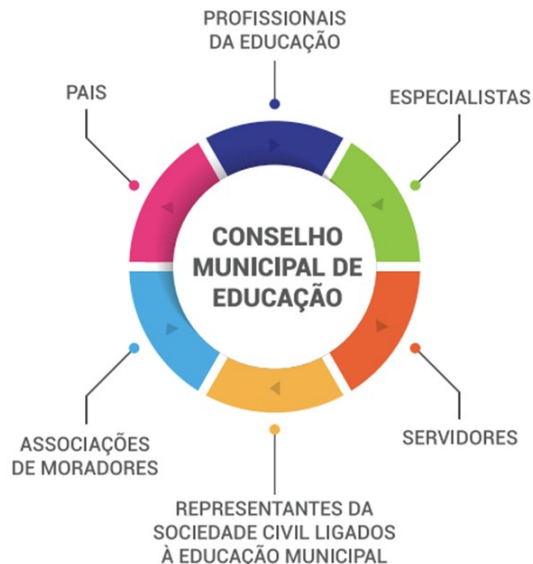 PROFISSIONAIS
DA EDUCAÇÃO
PAIS
ESPECIALISTAS
CONSELHO
MUNICIPAL DE
EDUCAÇÃO
ASSOCIAÇÕES
DE MORADORES
SERVIDORES
REPRESENTANTES DA
SOCIEDADE CIVIL LIGADOS
À EDUCAÇÃO MUNICIPAL